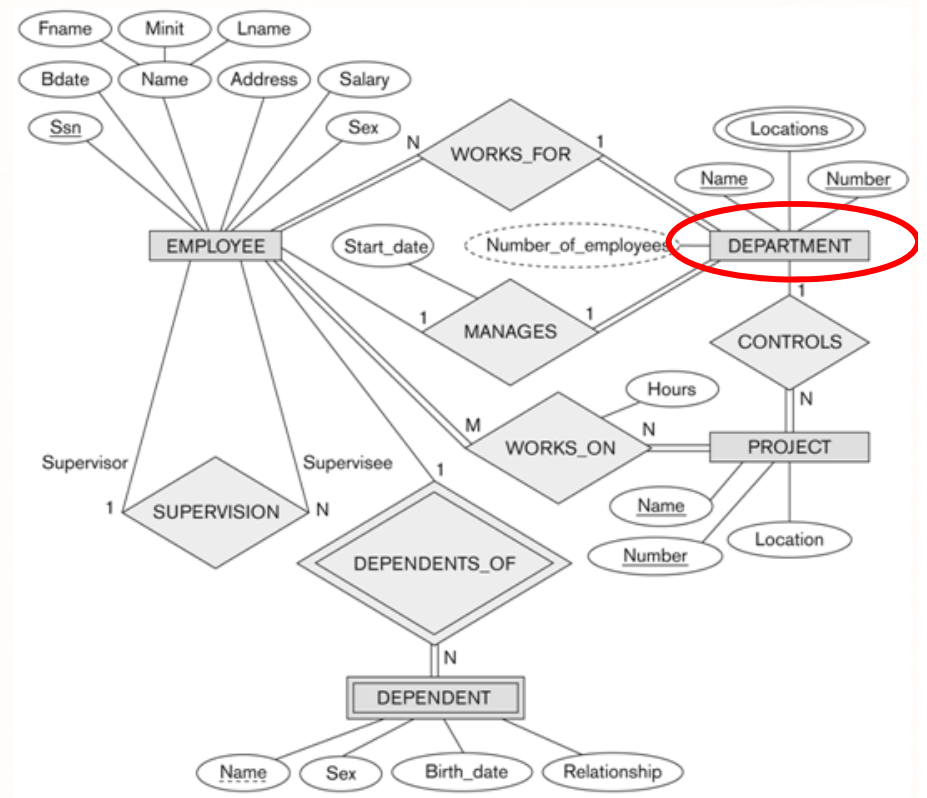 Fname
Minit
Lname
Bdate
Name
Address
Salary
Ssn
Sex
N
WORKS_FOR
1
Locations
Name
Number
EMPLOYEE
Start_date
Number_of_employees
DEPARTMENT
1
MANAGES
1
1
CONTROLS
N
Hours
M
WORKS_ON
N
PROJECT
Supervisor
Supervisee
1
SUPERVISION
N
1
Name
Number
Location
DEPENDENTS_OF
N
DEPENDENT
Name
Sex
Birth_date
Relationship